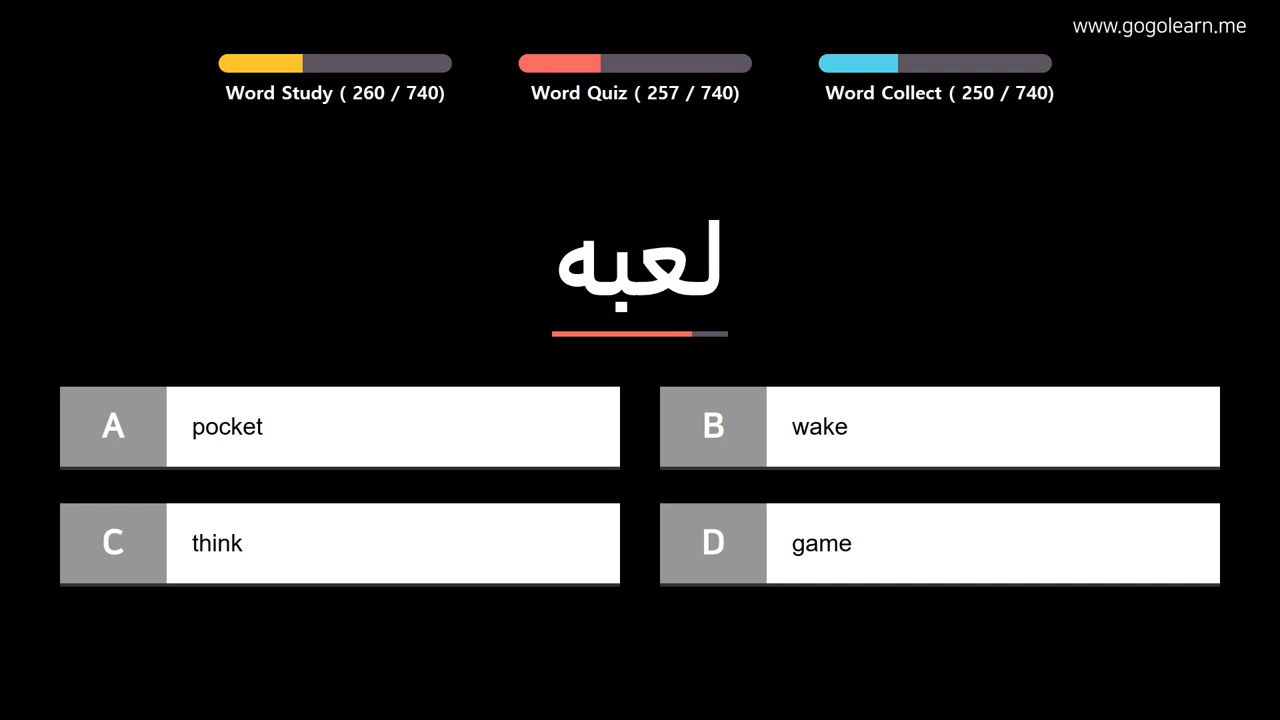 www.gogolearn.me
Word Study ( 260 / 740)
Word Quiz ( 257 / 740)
Word Collect ( 250 / 740)
لعبه
A pocket
B wake
C think
D game